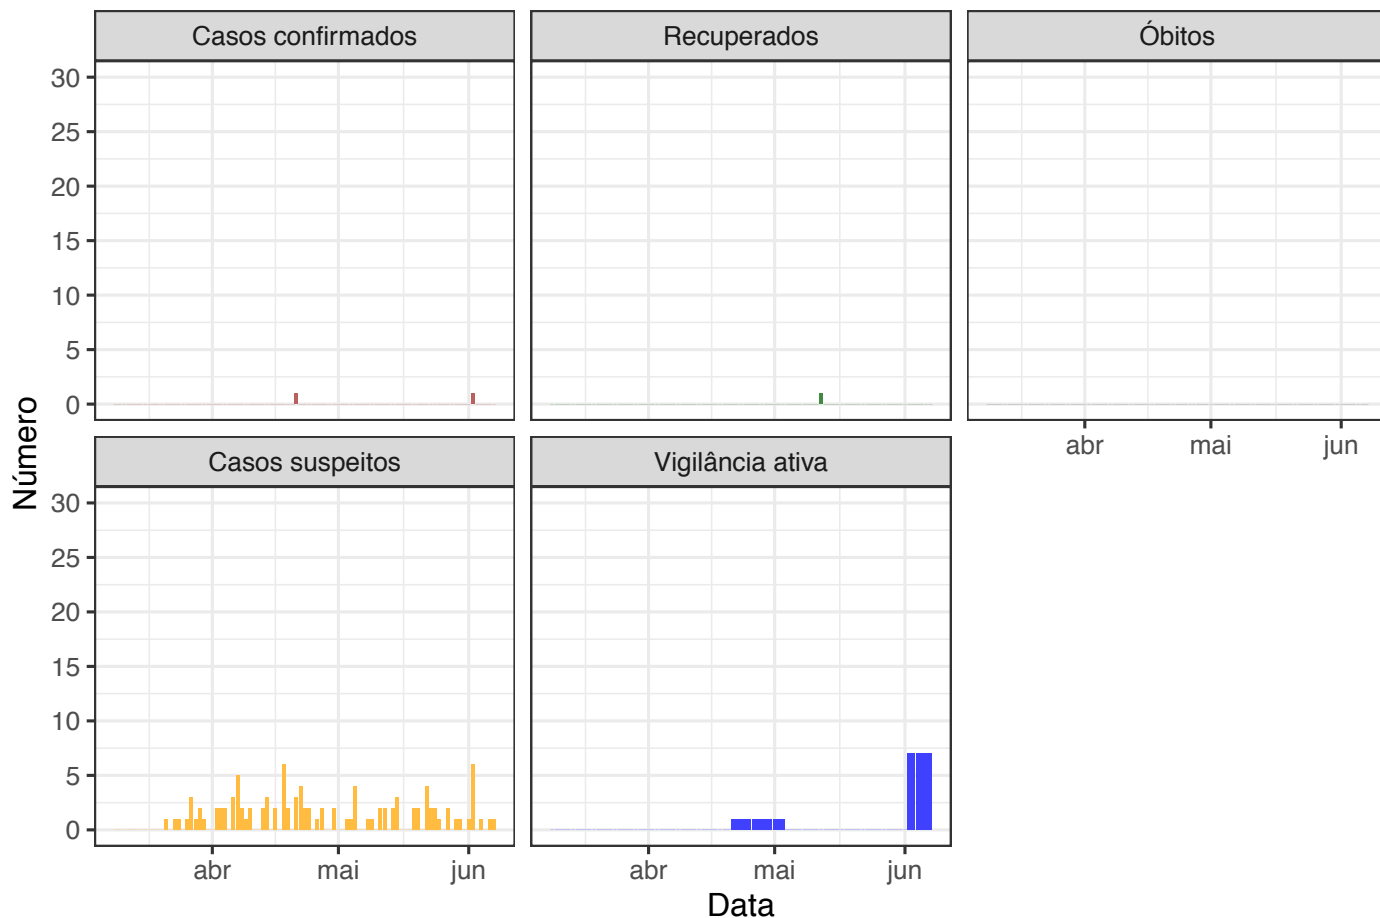 Casos confirmados
Recuperados
Óbitos
30
25
20
15
10
5
0
abr mai jun
Número
Casos suspeitos
Vigilância ativa
30
25
20
15
10
5
0
abr mai jun
abr mai jun
Data